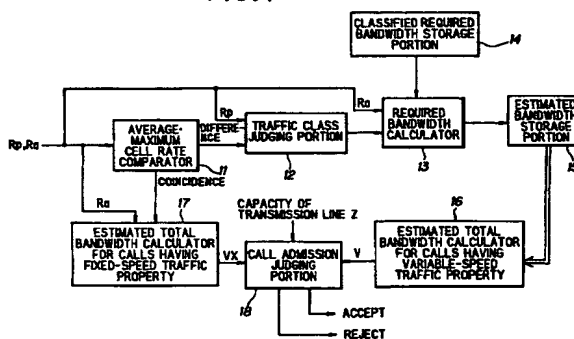 CLASSIFIED REQUIRED
BANDWIDTH STORAGE
PORTION
14
Rp
Ra
Rp,Ra
AVERAGE-
MAXIMUM
CELL RATE
COMPARATOR
11
DIFFERENCE
TRAFFIC CLASS
JUDGING PORTION
12
REQUIRED
BANDWIDTH
CALCULATOR
13
ESTIMATED
BANDWIDTH
STORAGE
PORTION
15
COINCIDENCE
Ra
17
ESTIMATED TOTAL
BANDWIDTH CALCULATOR
FOR CALLS HAVING
FIXED-SPEED TRAFFIC
PROPERTY
VX
CAPACITY OF
TRANSMISSION LINE Z
CALL ADMISSION
JUDGING
PORTION
18
V
16
ESTIMATED TOTAL
BANDWIDTH CALCULATOR
FOR CALLS HAVING
VARIABLE-SPEED
TRAFFIC PROPERTY
ACCEPT
REJECT